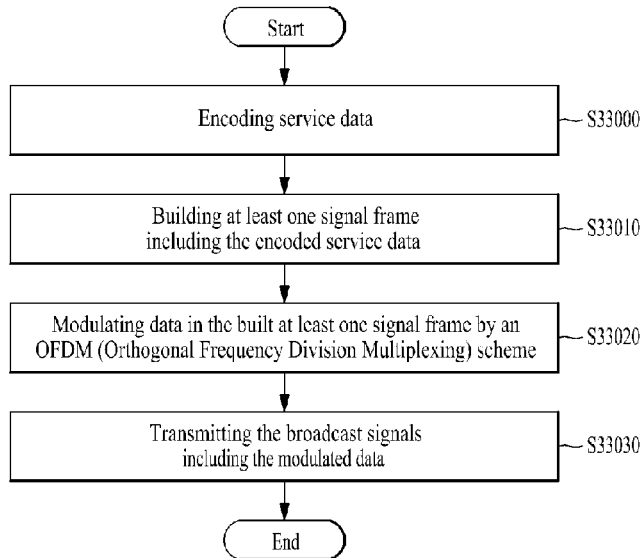 Start
Encoding service data
S33000
Building at least one signal frame
including the encoded service data
S33010
Modulating data in the built at least one signal frame by an
OFDM (Orthogonal Frequency Division Multiplexing) scheme
S33020
Transmitting the broadcast signals
including the modulated data
S33030
End